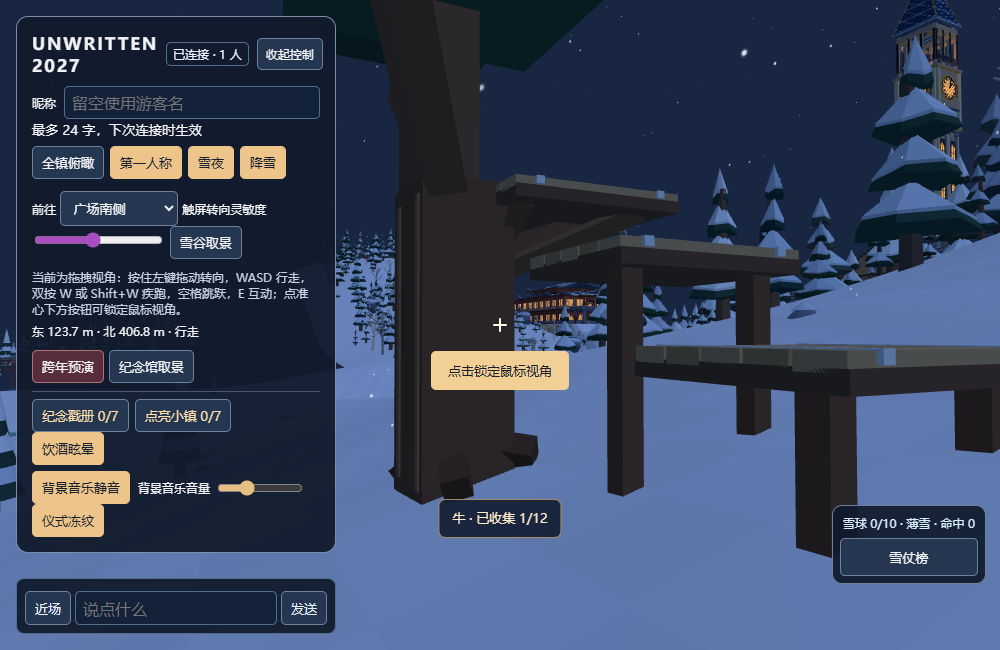 UNWRITTEN
2027
已连接 · 1 人
收起控制
昵称
留空使用游客名
最多 24 字，下次连接时生效
全镇俯瞰
第一人称
雪夜
降雪
前往
广场南侧
触屏转向灵敏度
雪谷取景
当前为拖拽视角：按住左键拖动转向，WASD 行走，
双按 W 或 Shift+W 疾跑，空格跳跃，E 互动；点准
心下方按钮可锁定鼠标视角。
东 123.7 m · 北 406.8 m · 行走
跨年预演
纪念馆取景
纪念戳册 0/7
点亮小镇 0/7
饮酒眩晕
背景音乐静音
背景音乐音量
仪式冻纹
近场
说点什么
发送
点击锁定鼠标视角
牛 · 已收集 1/12
雪球 0/10 · 薄雪 · 命中 0
雪仗榜